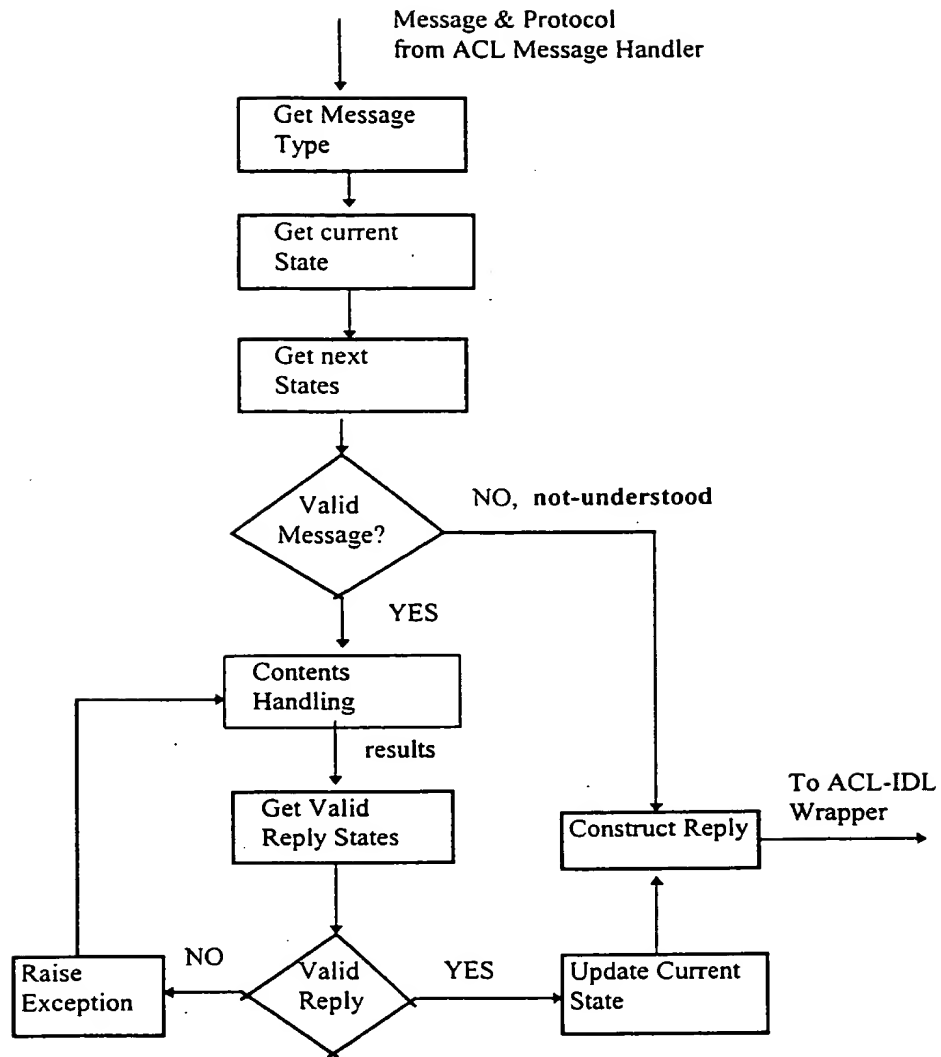 Message & Protocol
from ACL Message Handler
Get Message
Type
Get current
State
Get next
States
Valid
Message?
NO, not-understood
YES
Contents
Handling
results
Get Valid
Reply States
To ACL-IDL
Wrapper
Construct Reply
NO
Valid
Reply
YES
Raise
Exception
Update Current
State